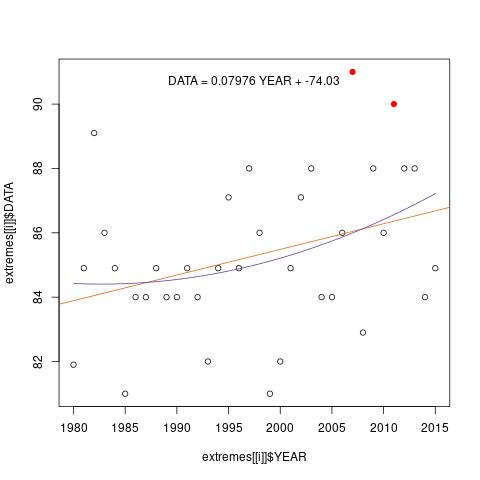 DATA = 0.07976 YEAR + -74.03
extremes[[i]]$DATA
90
88
86
84
82
1980 1985 1990 1995 2000 2005 2010 2015
extremes[[i]]$YEAR